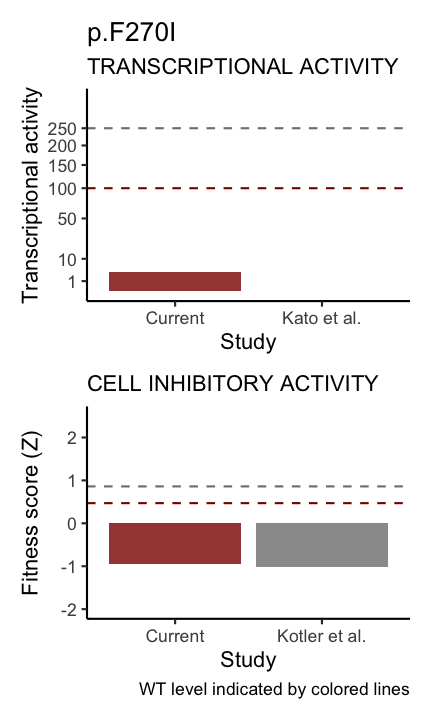 p.F270I
TRANSCRIPTIONAL ACTIVITY
Transcriptional activity
250
200
150
100
50
10
1
Current
Kato et al.
Study
CELL INHIBITORY ACTIVITY
Fitness score (Z)
2
1
0
-1
-2
Current
Kotler et al.
Study
WT level indicated by colored lines